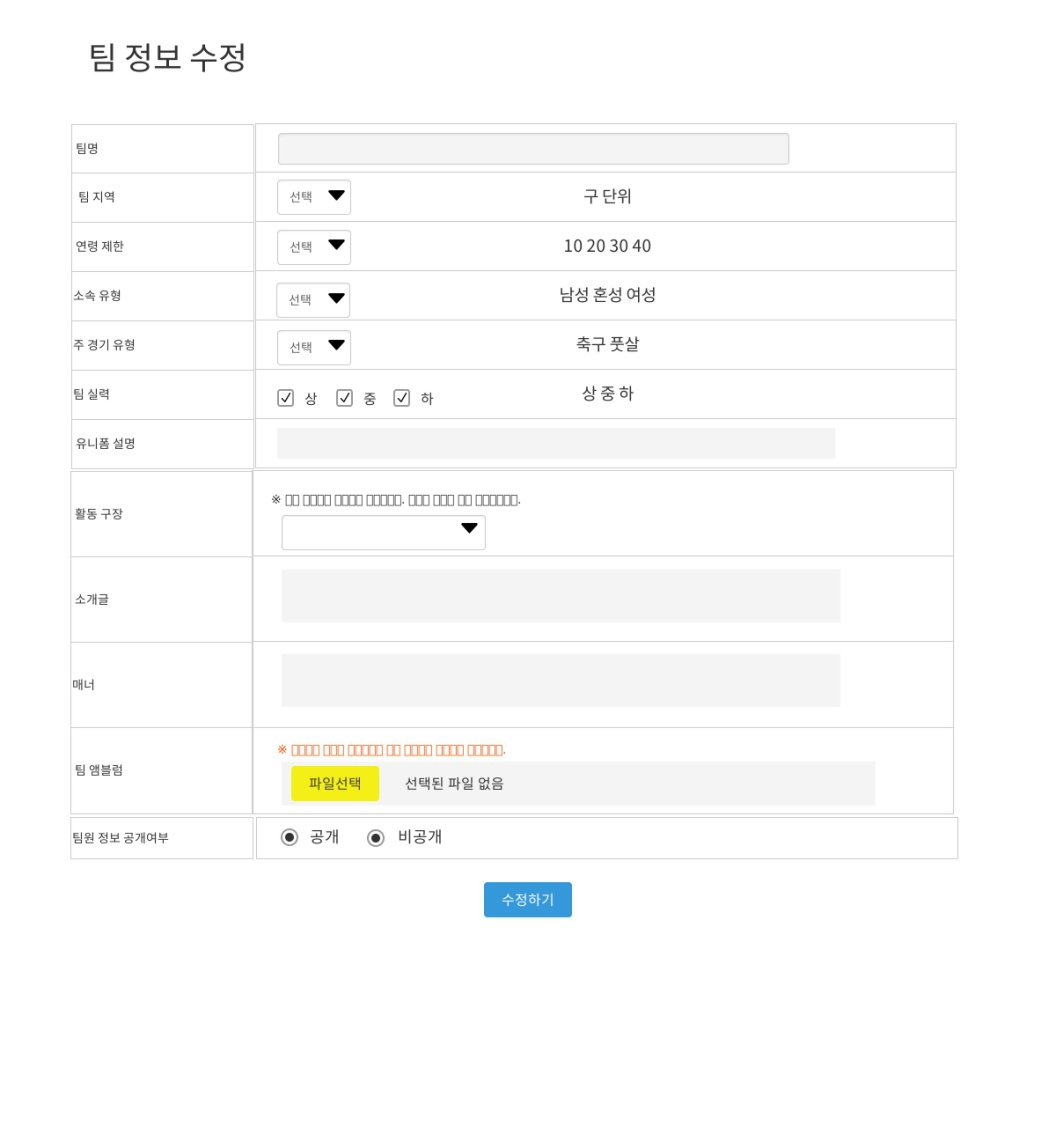 팀 정보 수정
팀명
팀 지역 선택 구 단위
연령 제한 선택 10 20 30 40
소속 유형 선택 남성 혼성 여성
주 경기 유형 선택 축구 풋살
팀 실력 상 중 하 상 중 하
유니폼 설명
※
활동 구장
소개글
매너
※
팀 앰블럼 파일선택 선택된 파일 없음
팀원 정보 공개여부 공개 비공개
수정하기